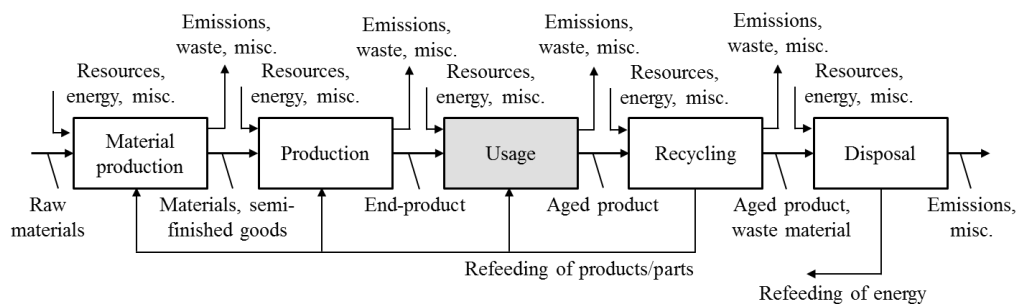 Emissions,
waste, misc.
Emissions,
waste, misc.
Emissions,
waste, misc.
Emissions,
waste, misc.
Resources,
energy, misc.
Resources,
energy, misc.
Resources,
energy, misc.
Resources,
energy, misc.
Resources,
energy, misc.
Material
production
Production
Usage
Recycling
Disposal
Raw
materials
Materials, semi-
finished goods
End-product
Aged product
Aged product,
waste material
Emissions,
misc.
Refeeding of products/parts
Refeeding of energy